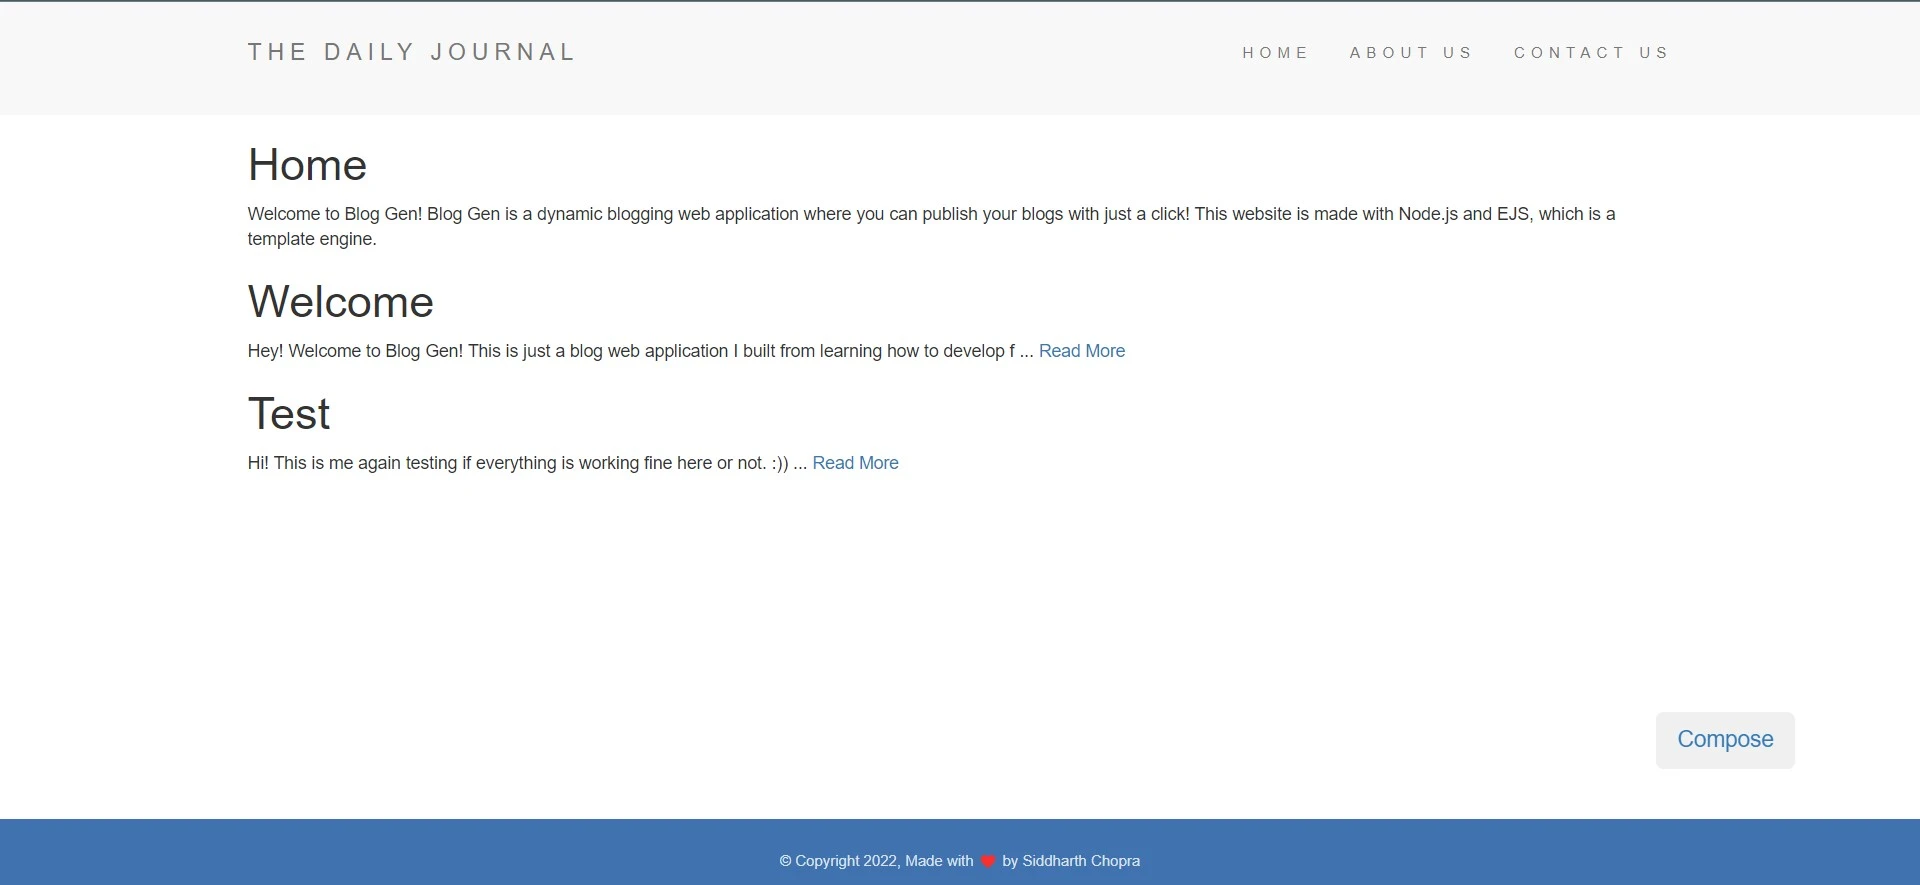 THE DAILY JOURNAL
HOME ABOUT US CONTACT US
Home
Welcome to Blog Gen! Blog Gen is a dynamic blogging web application where you can publish your blogs with just a click! This website is made with Node.js and EJS, which is a
template engine.
Welcome
Hey! Welcome to Blog Gen! This is just a blog web application I built from learning how to develop f ... Read More
Test
Hi! This is me again testing if everything is working fine here or not. :)) ... Read More
Compose
© Copyright 2022, Made with ❤️ by Siddharth Chopra